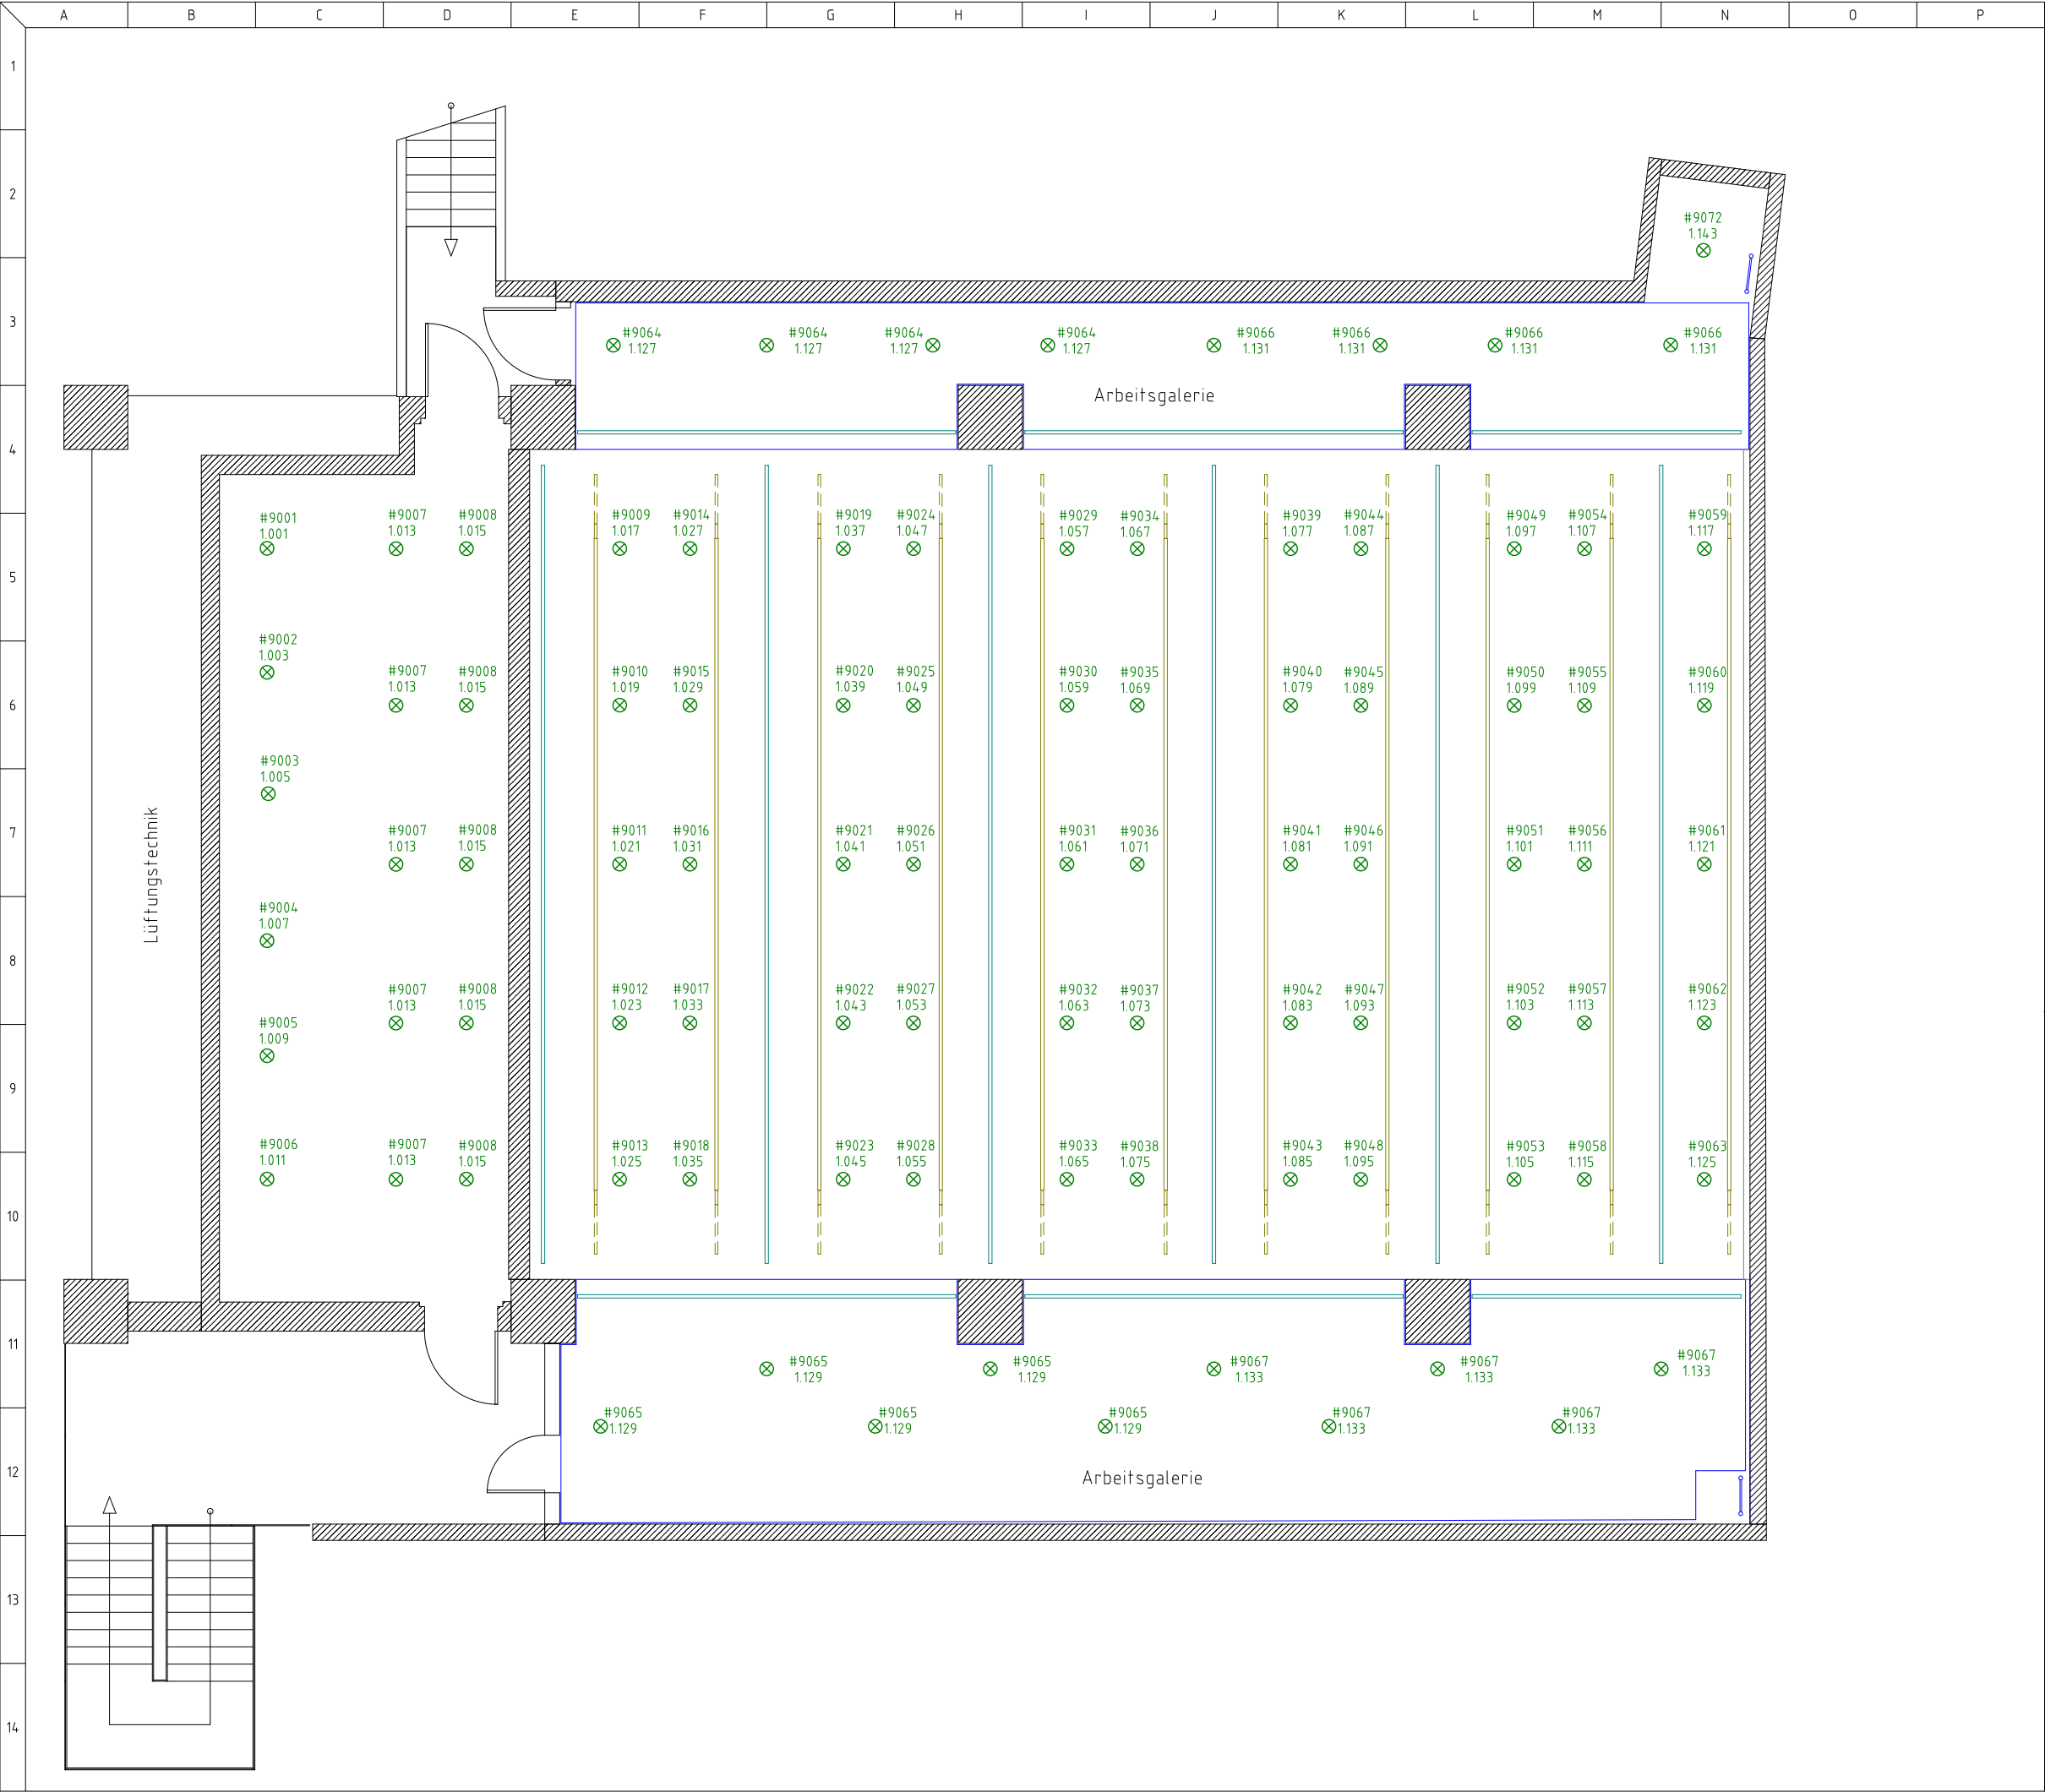 A B C D E F G H I J K L M N O P
1
2
#9072
1.143
3
#9064 #9064 #9064 #9064 #9066 #9066 #9066 #9066
1.127 1.127 1.127 1.127 1.131 1.131 1.131 1.131
Arbeitsgalerie
4
#9001 #9007 #9008 #9009 #9014 #9019 #9024 #9029 #9034 #9039 #9044 #9049 #9054 #9059
1.001 1.013 1.015 1.017 1.027 1.037 1.047 1.057 1.067 1.077 1.087 1.097 1.107 1.117
5
#9002
1.003
#9007 #9008 #9010 #9015 #9020 #9025 #9030 #9035 #9040 #9045 #9050 #9055 #9060
1.013 1.015 1.019 1.029 1.039 1.049 1.059 1.069 1.079 1.089 1.099 1.109 1.119
6
#9003
1.005
#9007 #9008 #9011 #9016 #9021 #9026 #9031 #9036 #9041 #9046 #9051 #9056 #9061
7
1.013 1.015 1.021 1.031 1.041 1.051 1.061 1.071 1.081 1.091 1.101 1.111 1.121
Lüftungstechnik
#9004
1.007
8
#9007 #9008 #9012 #9017 #9022 #9027 #9032 #9037 #9042 #9047 #9052 #9057 #9062
1.013 1.015 1.023 1.033 1.043 1.053 1.063 1.073 1.083 1.093 1.103 1.113 1.123
#9005
1.009
9
#9006 #9007 #9008 #9013 #9018 #9023 #9028 #9033 #9038 #9043 #9048 #9053 #9058 #9063
1.011 1.013 1.015 1.025 1.035 1.045 1.055 1.065 1.075 1.085 1.095 1.105 1.115 1.125
10
11
#9065 #9065 #9067 #9067 #9067
1.129 1.129 1.133 1.133 1.133
#9065 #9065 #9065 #9067 #9067
1.129 1.129 1.129 1.133 1.133
12
Arbeitsgalerie
13
14